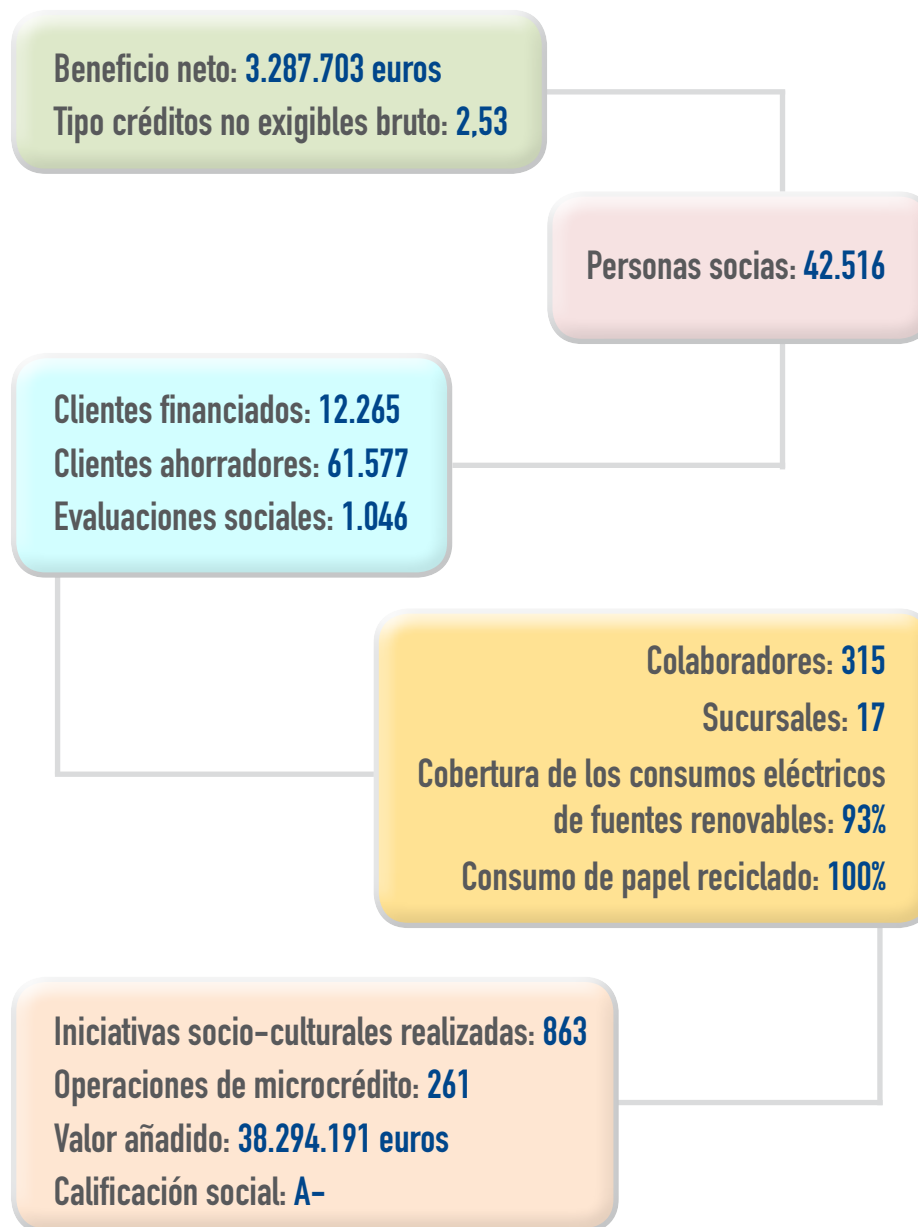 Beneficio neto: 3.287.703 euros
Tipo créditos no exigibles bruto: 2,53
Personas socias: 42.516
Clientes financiados: 12.265
Clientes ahorradores: 61.577
Evaluaciones sociales: 1.046
Colaboradores: 315
Sucursales: 17
Cobertura de los consumos eléctricos
de fuentes renovables: 93%
Consumo de papel reciclado: 100%
Iniciativas socio-culturales realizadas: 863
Operaciones de microcrédito: 261
Valor añadido: 38.294.191 euros
Calificación social: A-